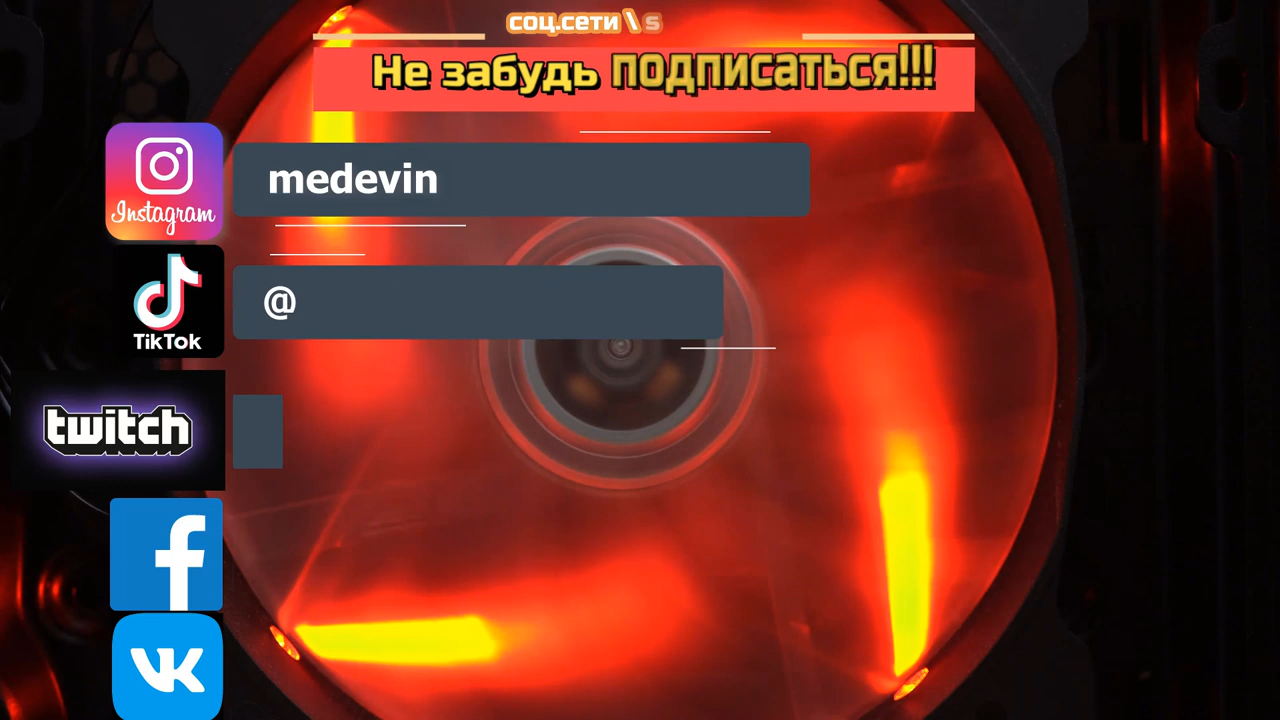 соц.сети \ s
Не забудь подписаться!!!
Instagram
medevin
TikTok
@
twitch
f
VK